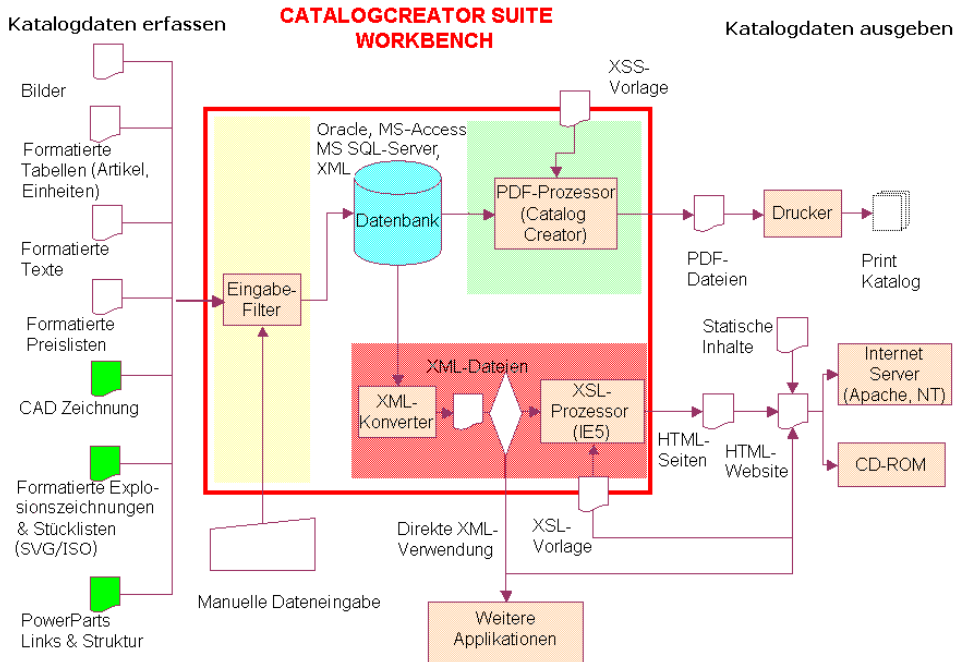 CATALOGCREATOR SUITE
WORKBENCH
Katalogdaten erfassen
Katalogdaten ausgeben
Bilder
Formatierte
Tabellen (Artikel,
Einheiten)
Formatierte
Texte
Formatierte
Preislisten
CAD Zeichnung
Formatierte Explo-
sionszeichnungen
& Stücklisten
(SVG/ISO)
PowerParts
Links & Struktur
Eingabe-
Filter
Manuelle Dateneingabe
Oracle, MS-Access
MS SQL-Server,
XML
Datenbank
XSS-
Vorlage
PDF-Prozessor
(Catalog
Creator)
PDF-
Dateien
Drucker
Print
Katalog
XML-Dateien
XML-
Konverter
XSL-
Prozessor
(IE5)
HTML-
Seiten
Statische
Inhalte
HTML-
Website
Internet
Server
(Apache, NT)
CD-ROM
Direkte XML-
Verwendung
XSL-
Vorlage
Weitere
Applikationen